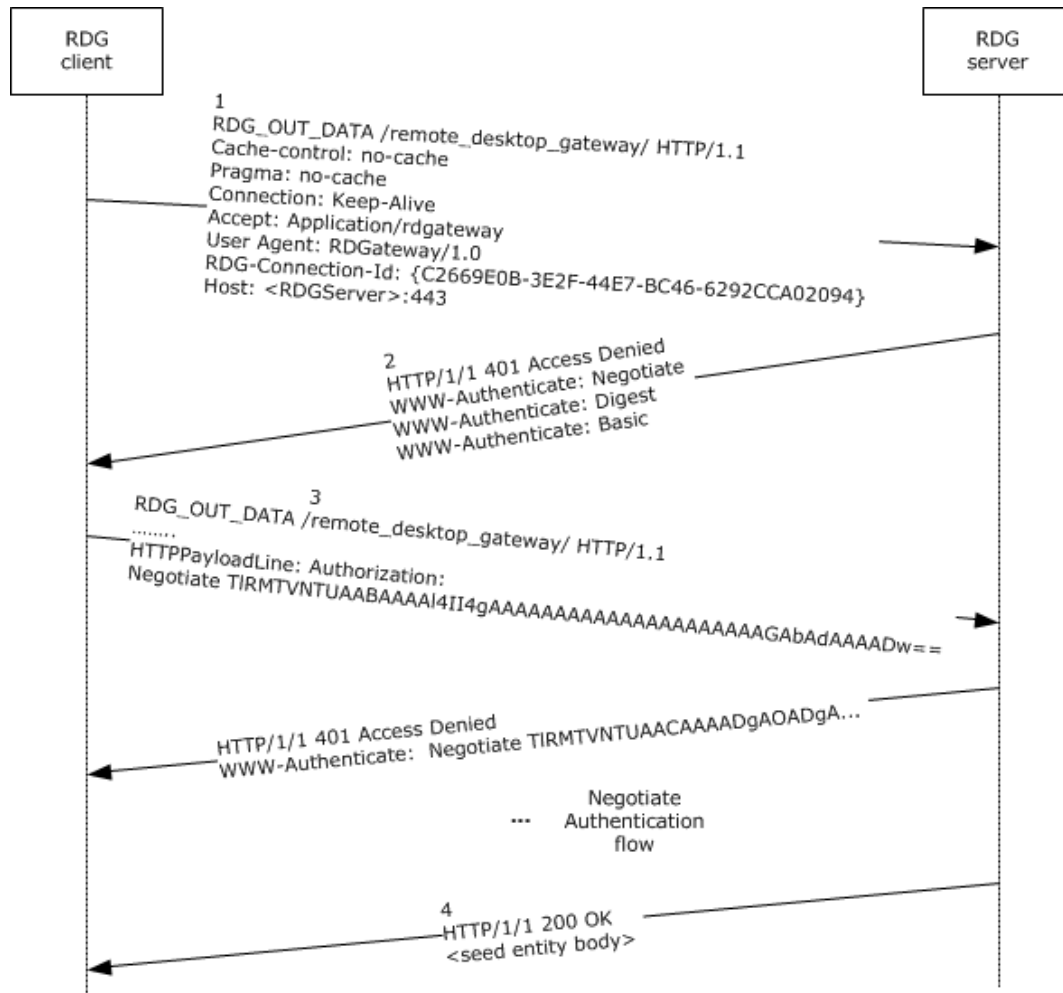 RDG
client
RDG
server
1
RDG_OUT_DATA /remote_desktop_gateway/ HTTP/1.1
Cache-control: no-cache
Pragma: no-cache
Connection: Keep-Alive
Accept: Application/rdgateway
User Agent: RDGateway/1.0
RDG-Connection-Id: {C2669E0B-3E2F-44E7-BC46-6292CCA02094}
Host: <RDGServer>:443
2
HTTP/1/1 401 Access Denied
WWW-Authenticate: Negotiate
WWW-Authenticate: Digest
WWW-Authenticate: Basic
3
RDG_OUT_DATA /remote_desktop_gateway/ HTTP/1.1
........
HTTPPayloadLine: Authorization:
Negotiate TlRMTVNTUAABAAAAl4II4gAAAAAAAAAAAAAAAAAAAAAGAbAdAAAADw==
HTTP/1/1 401 Access Denied
WWW-Authenticate: Negotiate TlRMTVNTUAACAAAADgAOADgA...
... Negotiate
Authentication
flow
4
HTTP/1/1 200 OK
<seed entity body>